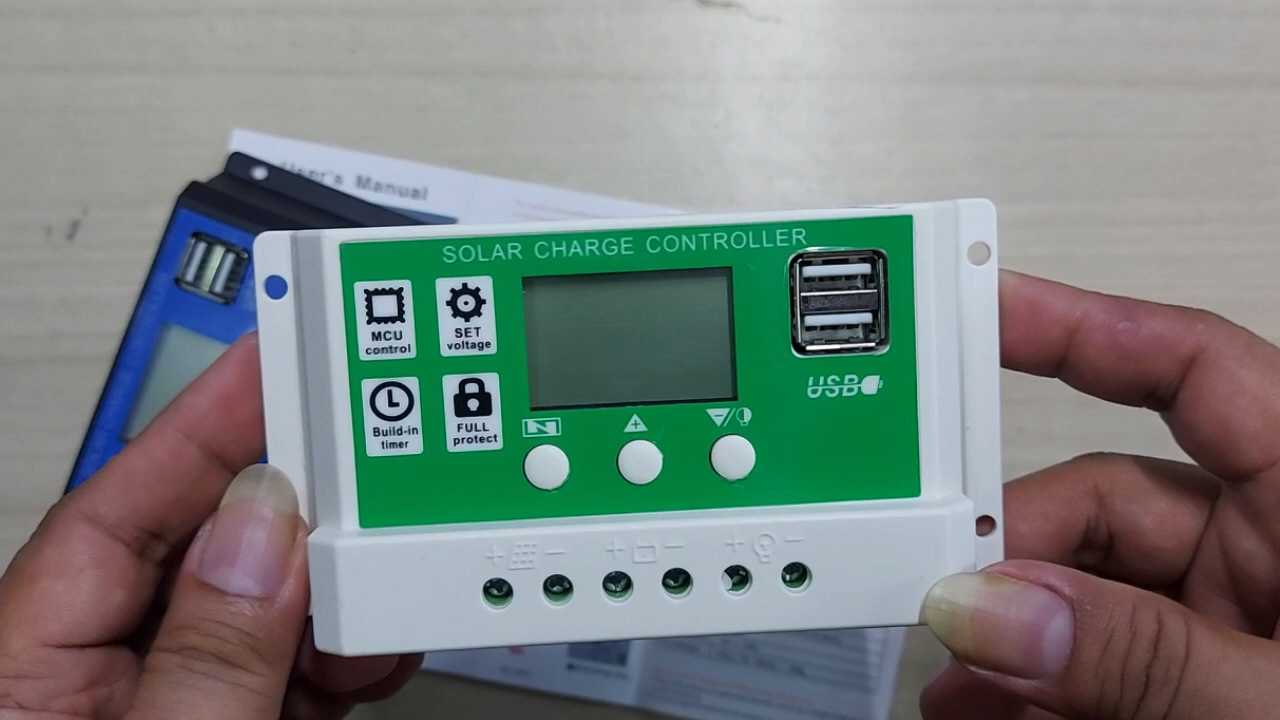 User's Manual
SOLAR CHARGE CONTROLLER
MCU
control
SET
voltage
Build-in
timer
FULL
protect
USB